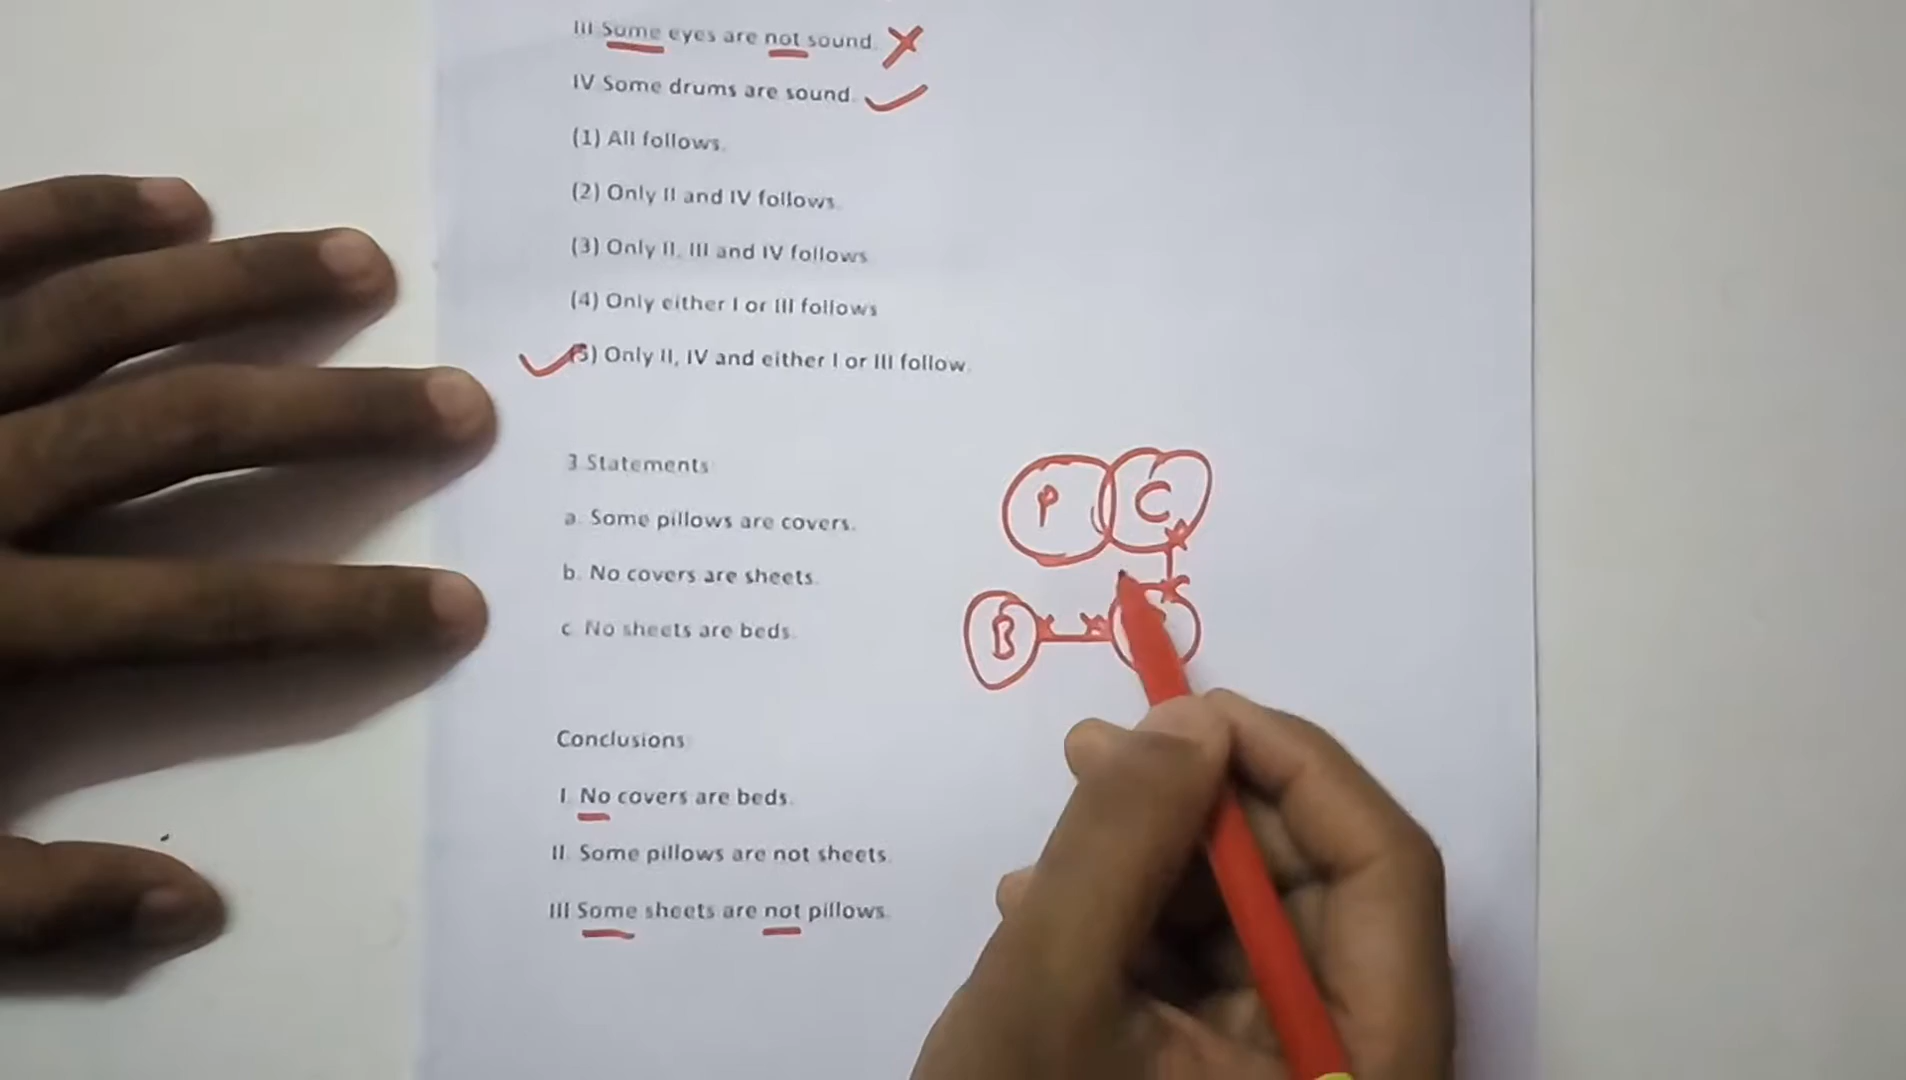 III Some eyes are not sound.
IV Some drums are sound.
(1) All follows.
(2) Only II and IV follows.
(3) Only II, III and IV follows
(4) Only either I or III follows
(5) Only II, IV and either I or III follow.
3 Statements
a. Some pillows are covers.
b. No covers are sheets.
c. No sheets are beds.
P C
B
Conclusions
I. No covers are beds.
II. Some pillows are not sheets.
III Some sheets are not pillows.